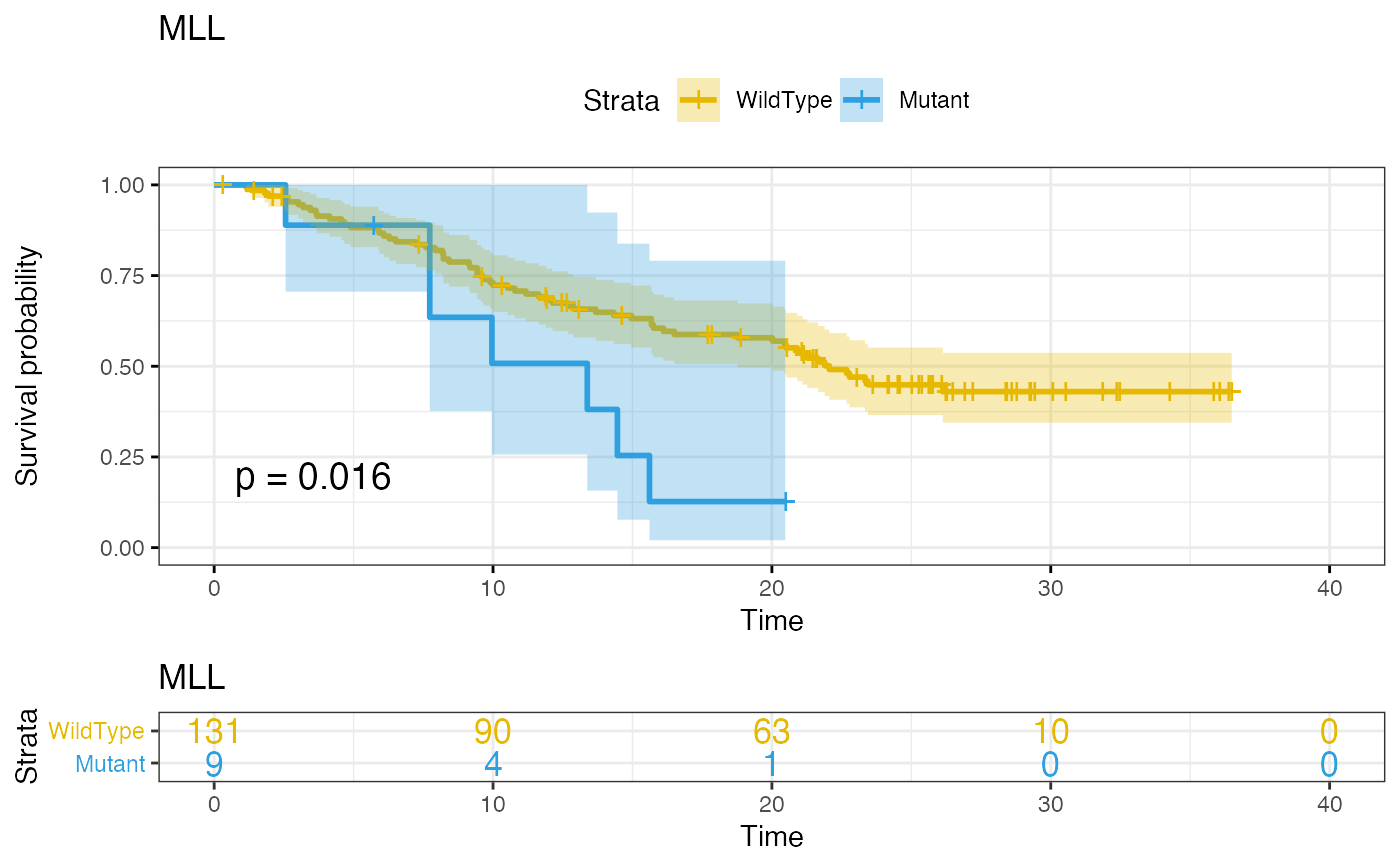 MLL
Strata WildType Mutant
Survival probability
1.00
0.75
0.50
0.25
0.00
p = 0.016
0 10 20 30 40
Time
MLL
Strata
WildType 131 90 63 10 0
Mutant 9 4 1 0 0
0 10 20 30 40
Time